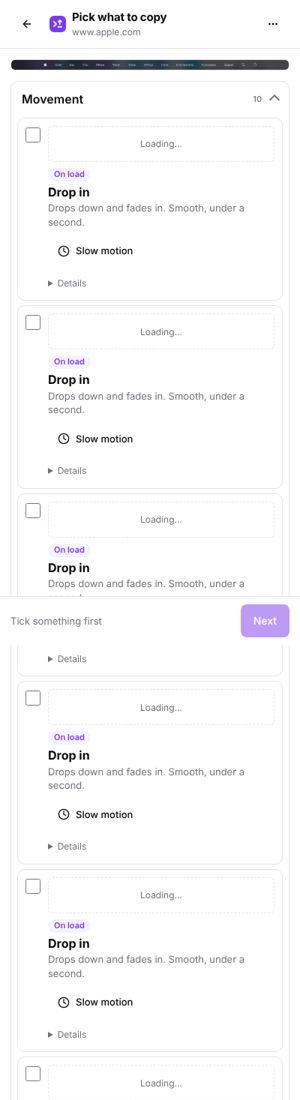 Pick what to copy
www.apple.com
Movement
10
Loading...
On load
Drop in
Drops down and fades in. Smooth, under a
second.
Slow motion
Details
Loading...
On load
Drop in
Drops down and fades in. Smooth, under a
second.
Slow motion
Details
Loading...
On load
Drop in
Drops down and fades in. Smooth, under a
Tick something first
Next
Details
Loading...
On load
Drop in
Drops down and fades in. Smooth, under a
second.
Slow motion
Details
Loading...
On load
Drop in
Drops down and fades in. Smooth, under a
second.
Slow motion
Details
Loading...